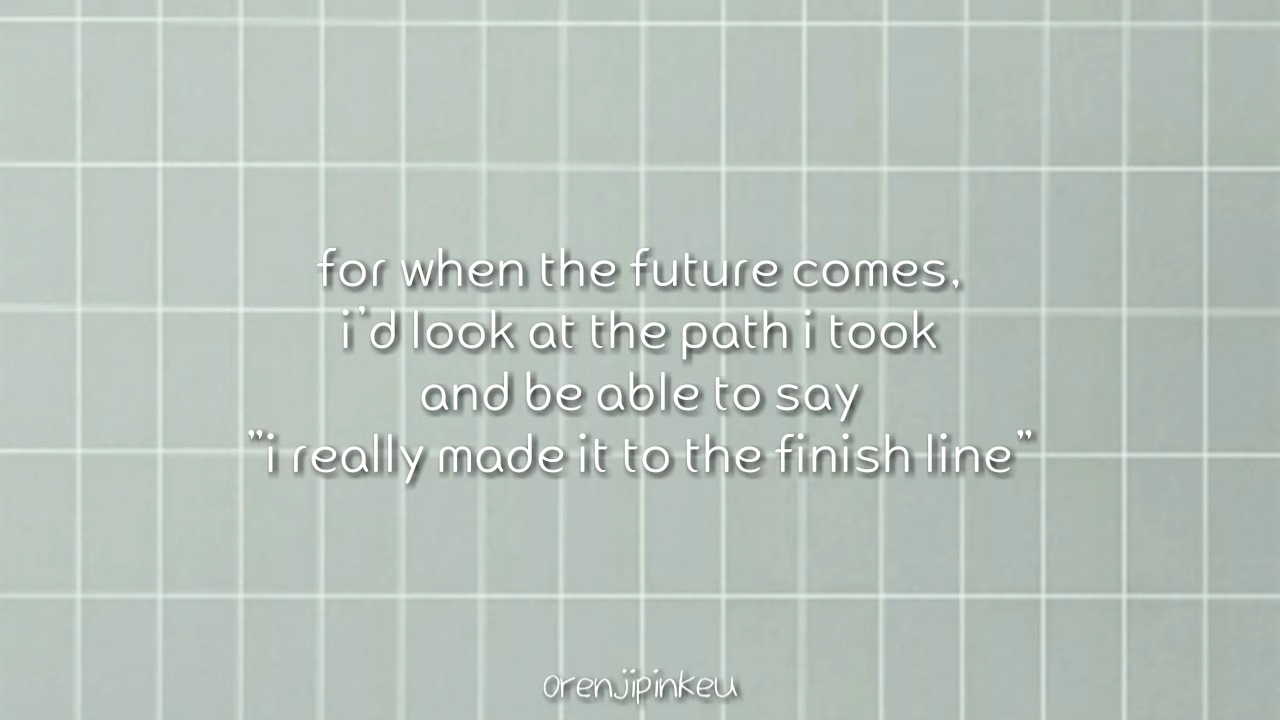 for when the future comes,
i'd look at the path i took
and be able to say
"i really made it to the finish line"
orenjipinkeu